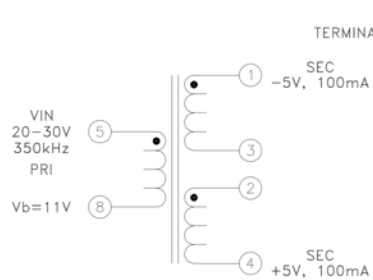 TERMINA
1
SEC
-5V, 100mA
VIN
20-30V
350kHz
5
3
PRI
2
Vb=11V
8
SEC
4
+5V, 100mA